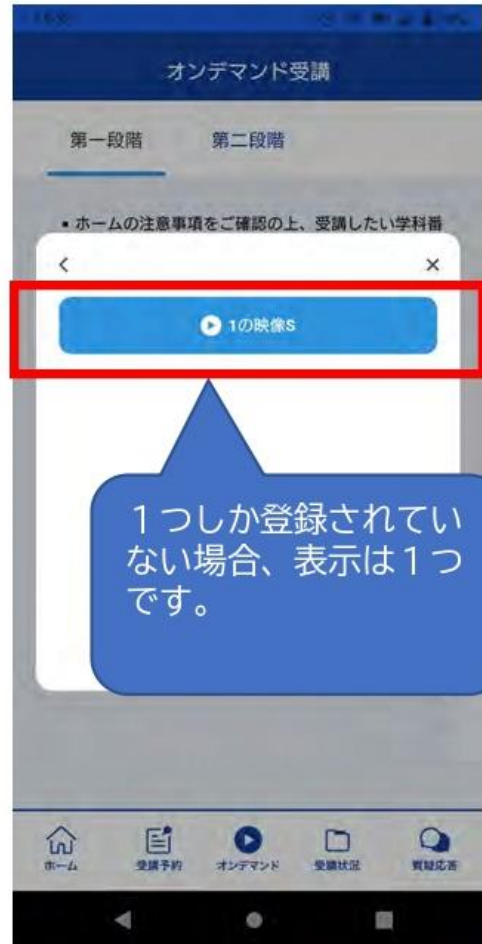 オンデマンド受講
第一段階 第二段階
• ホームの注意事項をご確認の上、受講したい学科番
1の映像S
1つしか登録されてい
ない場合、表示は1つ
です。
ホーム 受講予約 オンデマンド 受講状況 質疑応答